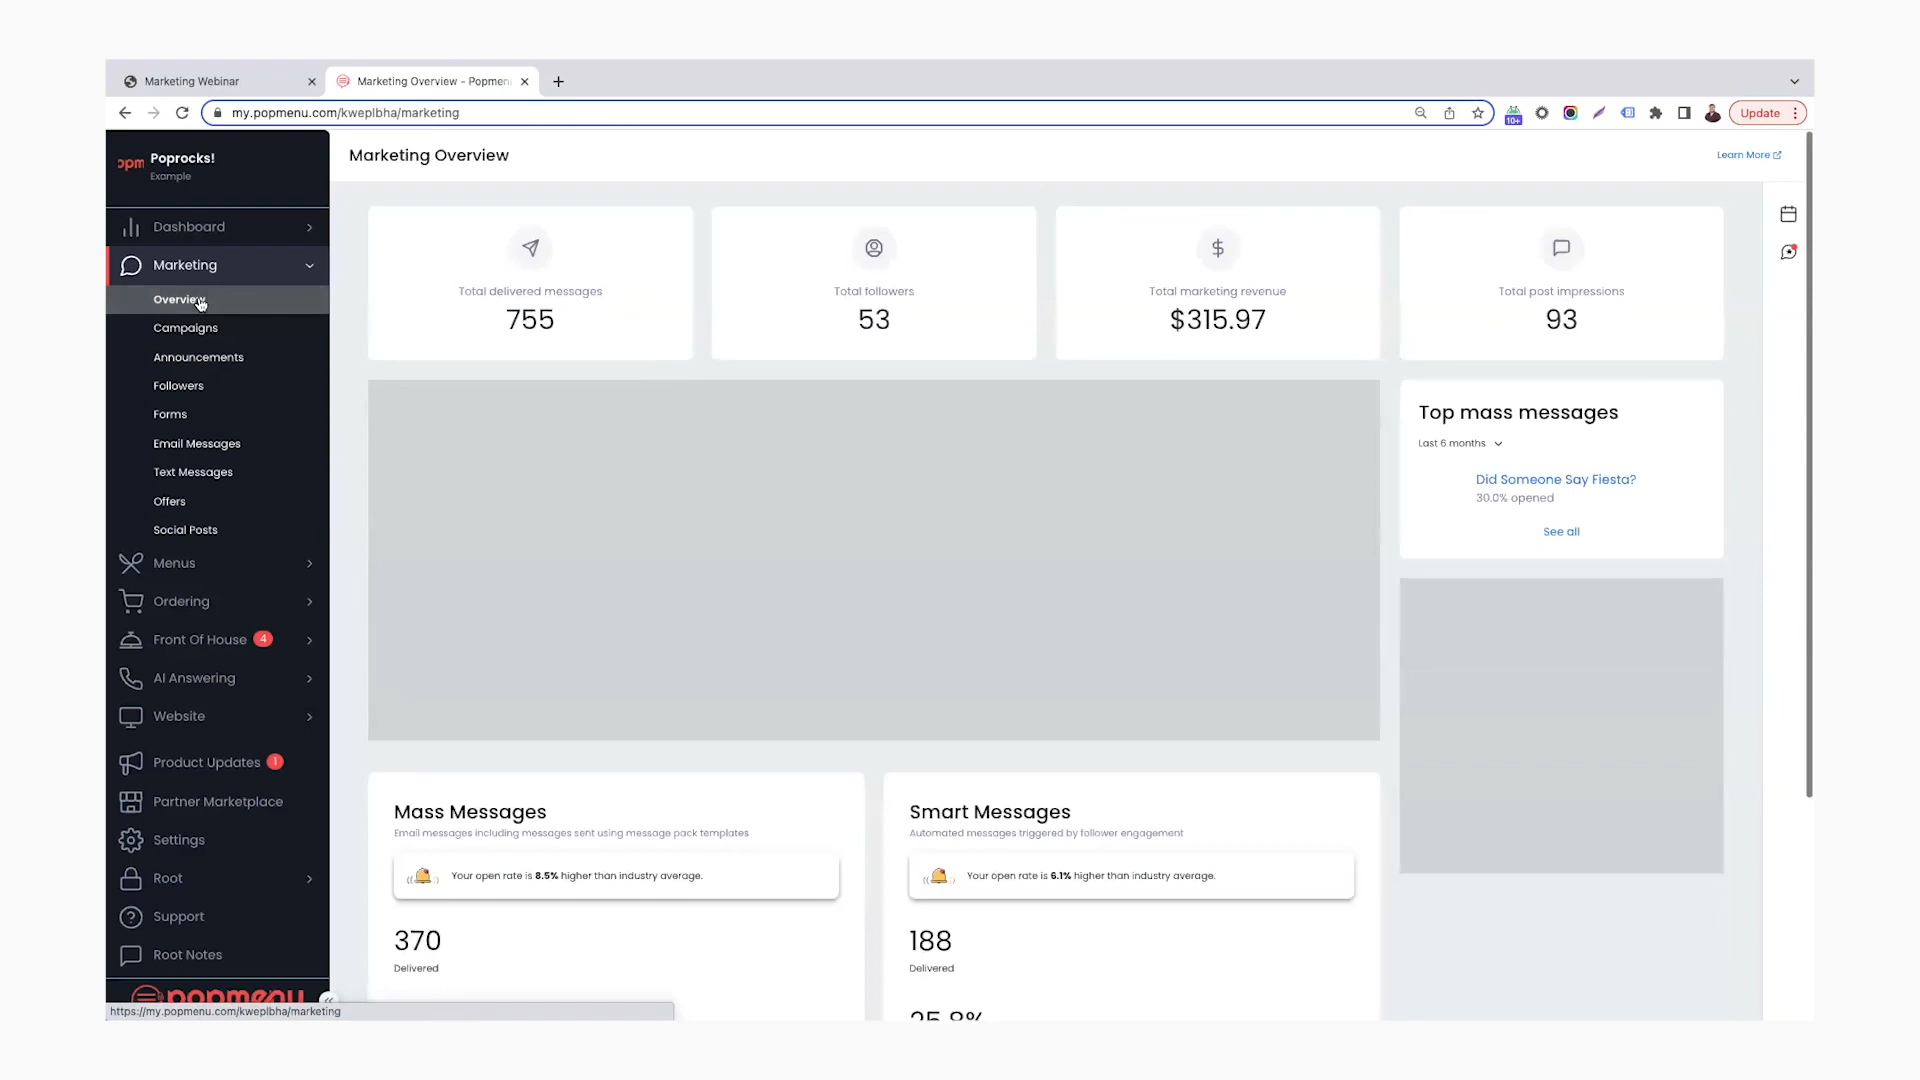 Marketing Webinar
Marketing Overview - Popmen
my.popmenu.com/kweplbha/marketing
10+
Update
opm
Poprocks!
Example
Marketing Overview
Learn More
Dashboard
Marketing
Overview
Campaigns
Announcements
Followers
Forms
Email Messages
Text Messages
Offers
Social Posts
Menus
Ordering
Front Of House 4
AI Answering
Website
Product Updates 1
Partner Marketplace
Settings
Root
Support
Root Notes
popmenu
https://my.popmenu.com/kweplbha/marketing
Total delivered messages
755
Total followers
53
Total marketing revenue
$315.97
Total post impressions
93
Top mass messages
Last 6 months
Did Someone Say Fiesta?
30.0% opened
See all
Mass Messages
Email messages including messages sent using message pack templates
Your open rate is 8.5% higher than industry average.
370
Delivered
Smart Messages
Automated messages triggered by follower engagement
Your open rate is 6.1% higher than industry average.
188
Delivered
25.8%